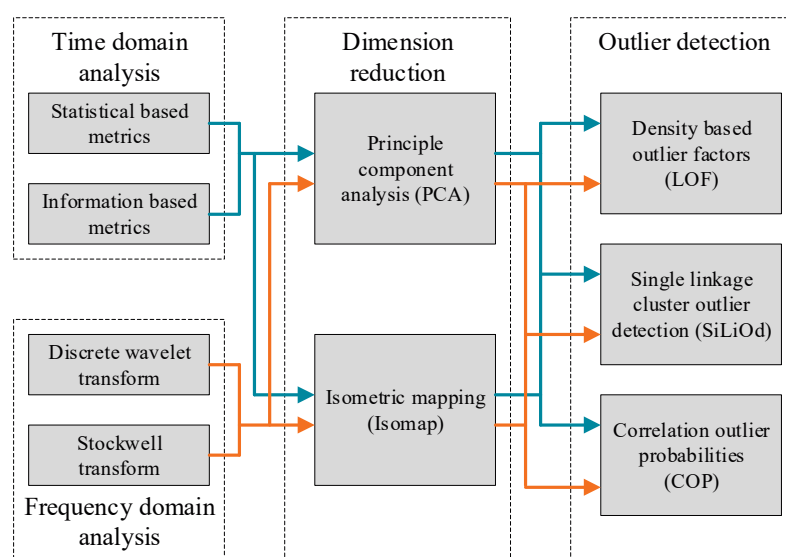 Time domain
analysis
Statistical based
metrics
Information based
metrics
Discrete wavelet
transform
Stockwell
transform
Frequency domain
analysis
Dimension
reduction
Principle
component
analysis (PCA)
Isometric mapping
(Isomap)
Outlier detection
Density based
outlier factors
(LOF)
Single linkage
cluster outlier
detection (SiLiOd)
Correlation outlier
probabilities
(COP)